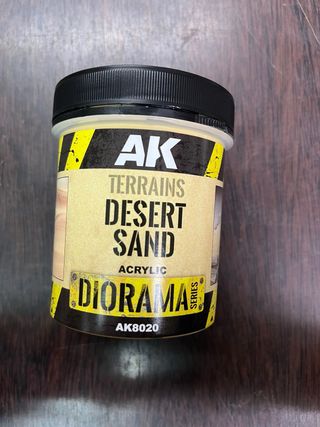 AK
TERRAINS
DESERT
SAND
ACRYLIC
DIORAMA SERIES
AK8020